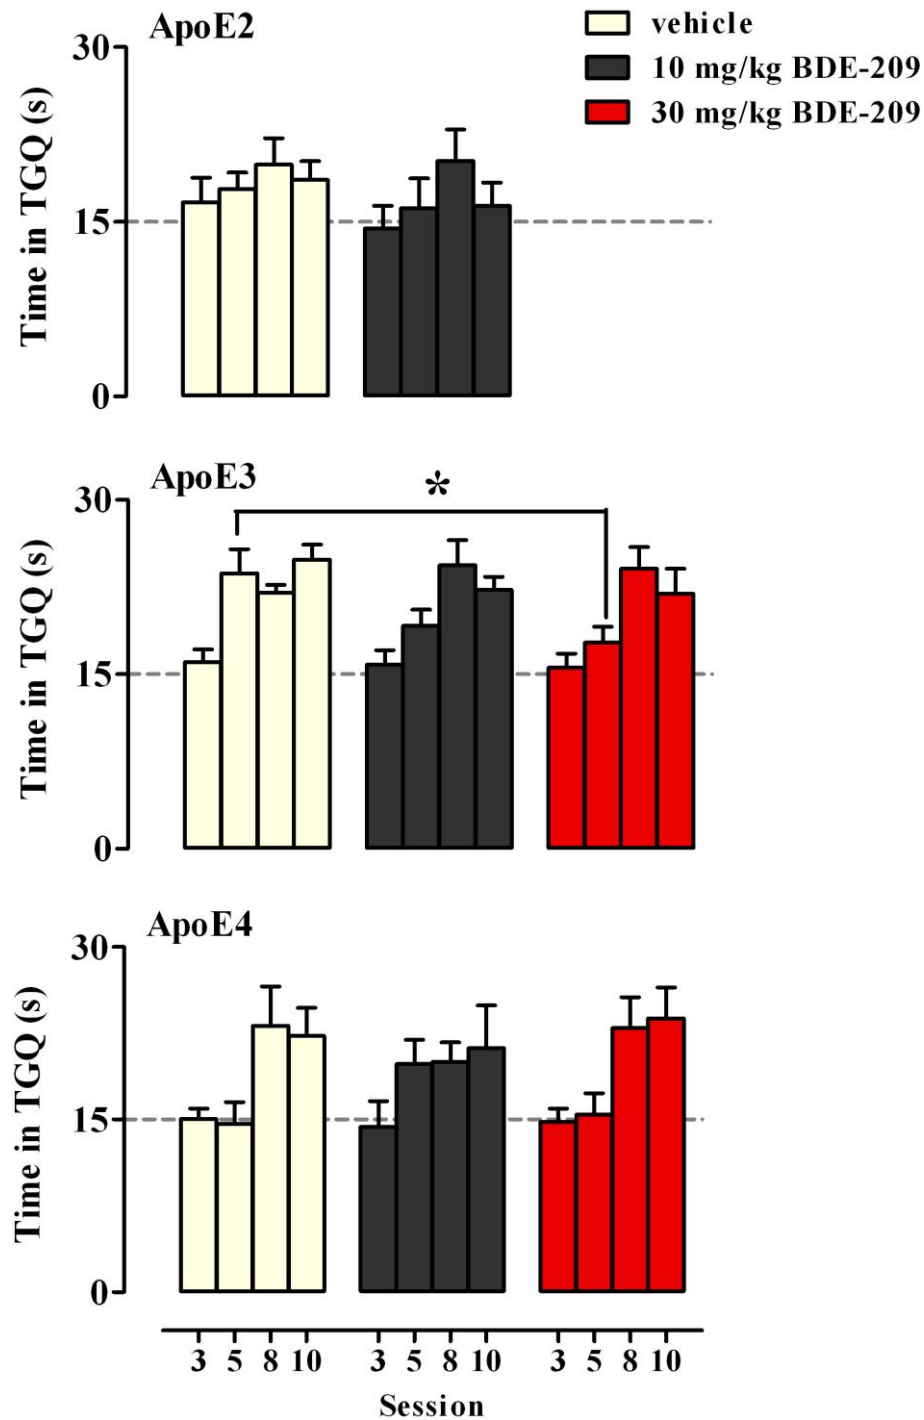 ApoE2
vehicle
10 mg/kg BDE-209
30 mg/kg BDE-209
30
15
0
Time in TGQ (s)
ApoE3
*
30
15
0
Time in TGQ (s)
ApoE4
30
15
0
Time in TGQ (s)
3 5 8 10 3 5 8 10 3 5 8 10
Session